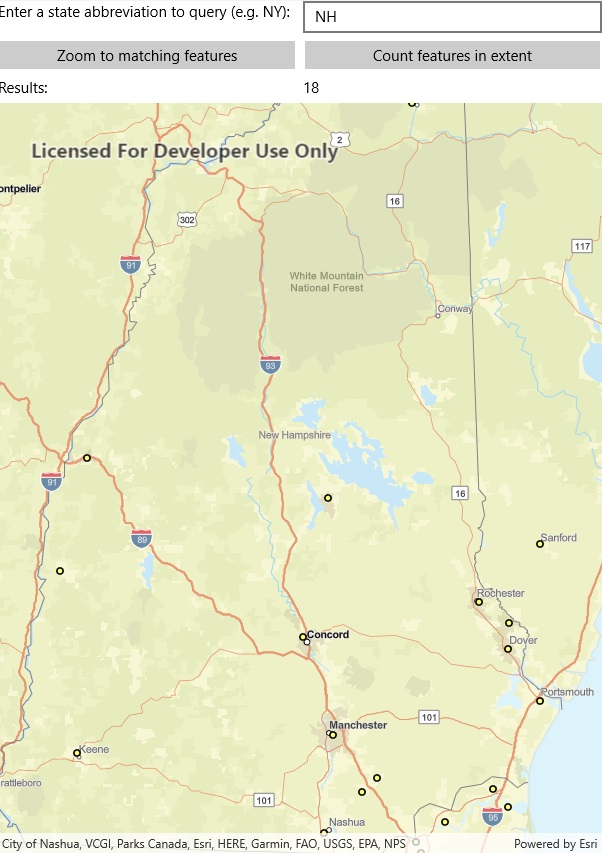 Enter a state abbreviation to query (e.g. NY):
NH
Zoom to matching features
Count features in extent
Results:
18
2
Licensed For Developer Use Only
ontpelier
16
302
117
91
White Mountain
National Forest
Conway
93
New Hampshire
91
16
89
Sanford
Rochester
Concord
Dover
Portsmouth
101
Manchester
Keene
rattleboro
101
95
Nashua
City of Nashua, VCGI, Parks Canada, Esri, HERE, Garmin, FAO, USGS, EPA, NPS
Powered by Esri